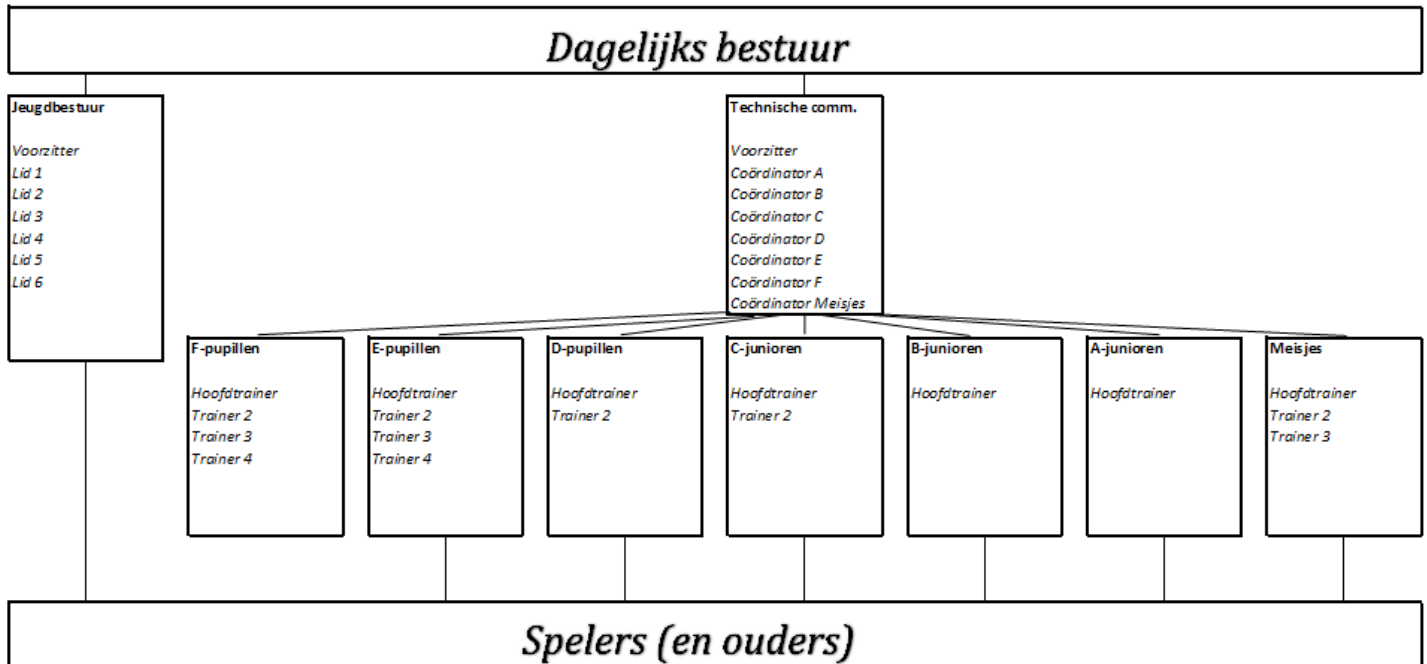 Dagelijks bestuur
Jeugdbestuur
Voorzitter
Lid 1
Lid 2
Lid 3
Lid 4
Lid 5
Lid 6
Technische comm.
Voorzitter
Coördinator A
Coördinator B
Coördinator C
Coördinator D
Coördinator E
Coördinator F
Coördinator Meisjes
F-pupillen
Hoofdtrainer
Trainer 2
Trainer 3
Trainer 4
E-pupillen
Hoofdtrainer
Trainer 2
Trainer 3
Trainer 4
D-pupillen
Hoofdtrainer
Trainer 2
C-junioren
Hoofdtrainer
Trainer 2
B-junioren
Hoofdtrainer
A-junioren
Hoofdtrainer
Meisjes
Hoofdtrainer
Trainer 2
Trainer 3
Spelers (en ouders)